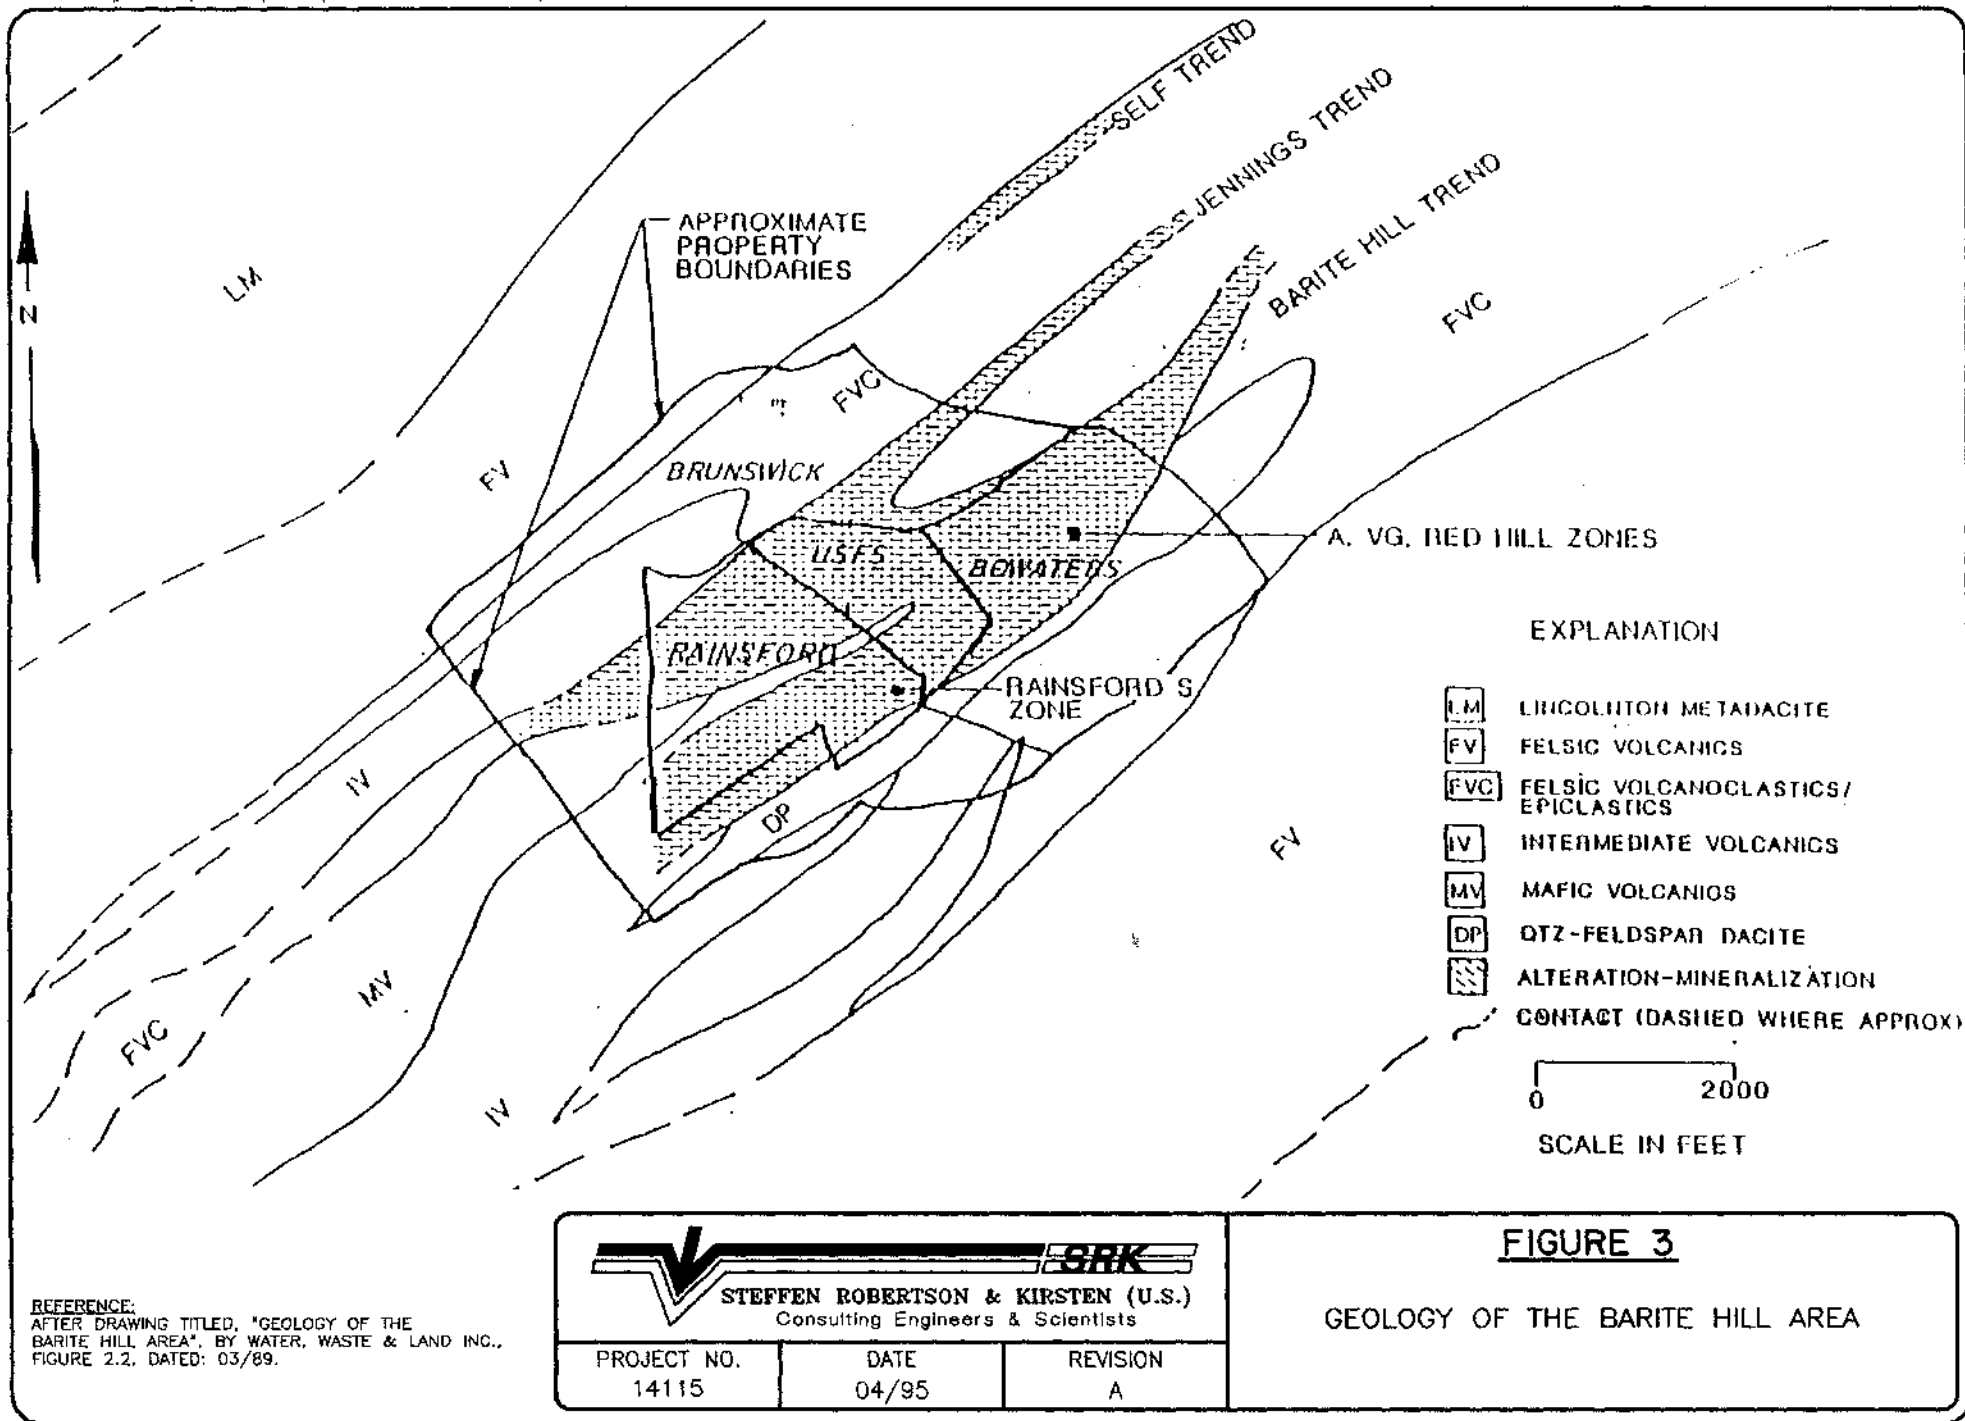 SELF TREND
JENNINGS TREND
BARITE HILL TREND
APPROXIMATE
PROPERTY
BOUNDARIES
N
LM
FVC
FVC
FV
BRUNSWICK
USFS
BOWATERS
A. VG. RED HILL ZONES
RAINSFORD
RAINSFORD S
ZONE
IV
DP
FV
MV
FVC
IV
EXPLANATION
LM LINCOLNTON METADACITE
FV FELSIC VOLCANICS
FVC FELSIC VOLCANOCLASTICS/
EPICLASTICS
IV INTERMEDIATE VOLCANICS
MV MAFIC VOLCANICS
DP QTZ-FELDSPAR DACITE
ALTERATION-MINERALIZATION
CONTACT (DASHED WHERE APPROX)
0 2000
SCALE IN FEET
REFERENCE:
AFTER DRAWING TITLED, "GEOLOGY OF THE
BARITE HILL AREA", BY WATER, WASTE & LAND INC.,
FIGURE 2.2, DATED: 03/89.
SRK
STEFFEN ROBERTSON & KIRSTEN (U.S.)
Consulting Engineers & Scientists
PROJECT NO.
14115
DATE
04/95
REVISION
A
FIGURE 3
GEOLOGY OF THE BARITE HILL AREA